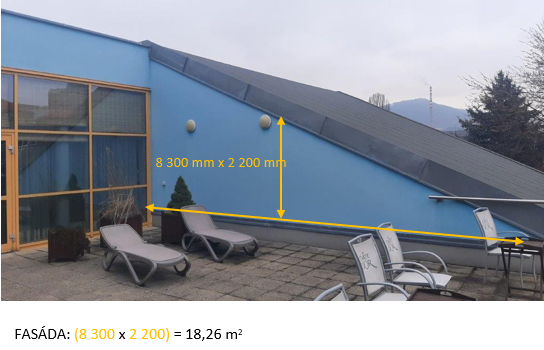 8 300 mm x 2 200 mm
FASÁDA: (8 300 x 2 200) = 18,26 m²